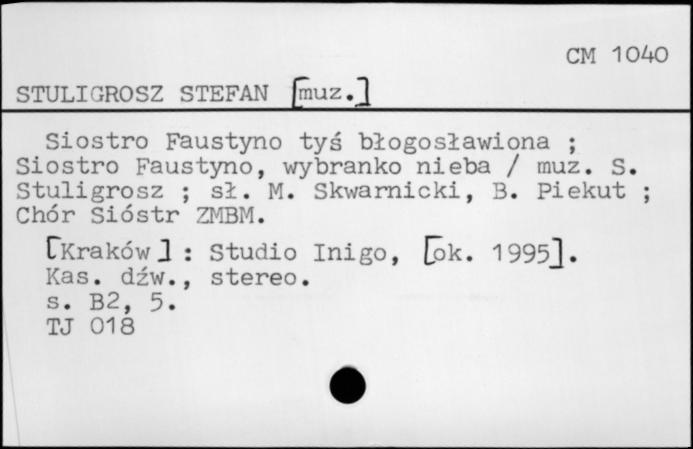 CM 1040
STULIGROSZ STEFAN [muz.]
Siostro Faustyno tyś błogosławiona ;
Siostro Faustyno, wybranko nieba / muz. S.
Stuligrosz ; sł. M. Skwarnicki, B. Piekut ;
Chór Sióstr ZMBM.
[Kraków] : Studio Inigo, [ok. 1995].
Kas. dźw., stereo.
s. B2, 5.
TJ 018